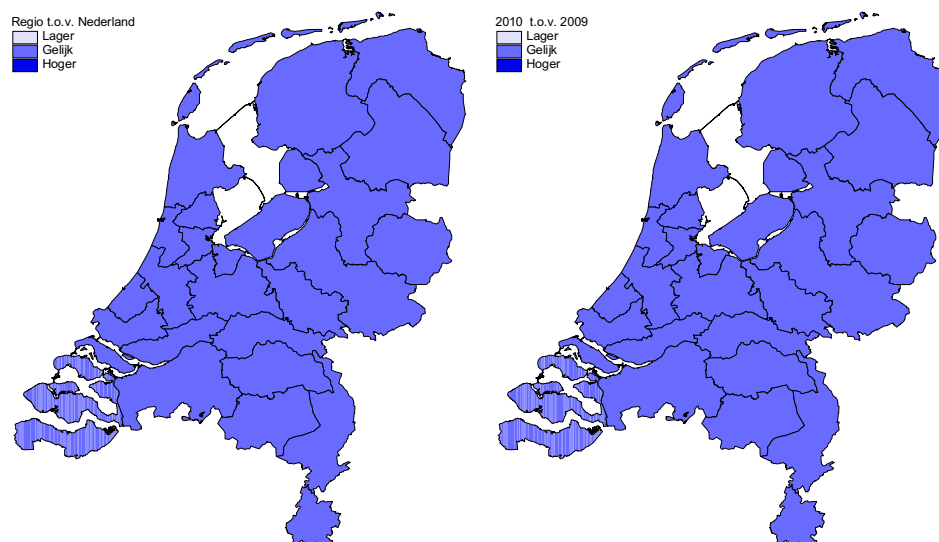 Regio t.o.v. Nederland
Lager
Gelijk
Hoger
2010 t.o.v. 2009
Lager
Gelijk
Hoger